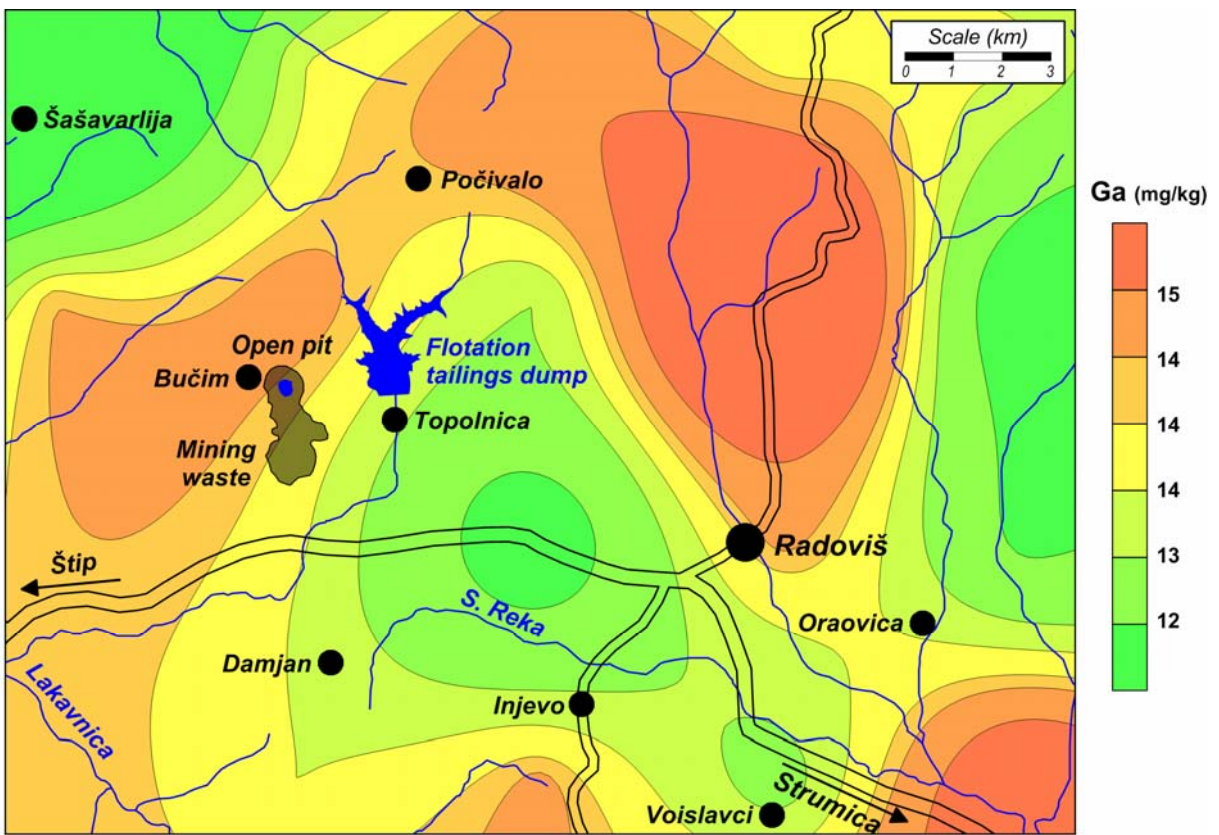 Scale (km)
0 1 2 3
Šašavarlija
Počivalo
Ga (mg/kg)
15
14
14
14
13
12
Open pit
Bučim
Flotation
tailings dump
Topolnica
Mining
waste
Štip
Radoviš
S. Reka
Oraovica
Damjan
Lakavnica
Injevo
Strumica
Voislavci